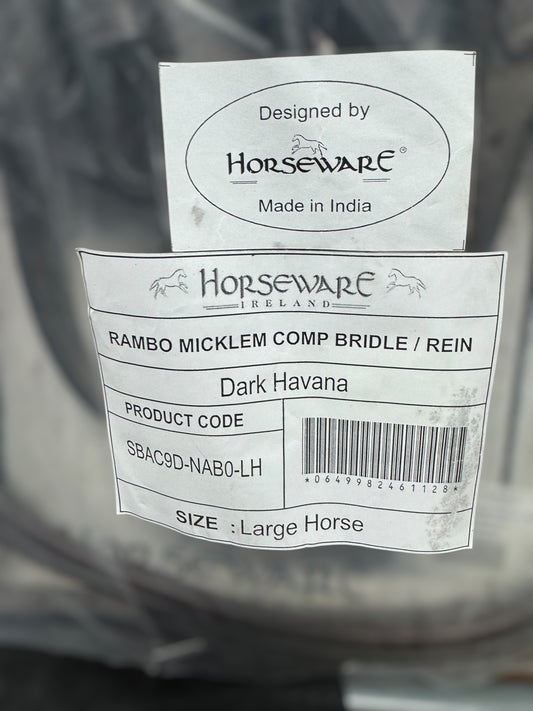 Designed by
HORSEWARE®
Made in India
HORSEWARE
IRELAND
RAMBO MICKLEM COMP BRIDLE / REIN
Dark Havana
PRODUCT CODE
SBAC9D-NAB0-LH
*0649982461128*
SIZE : Large Horse